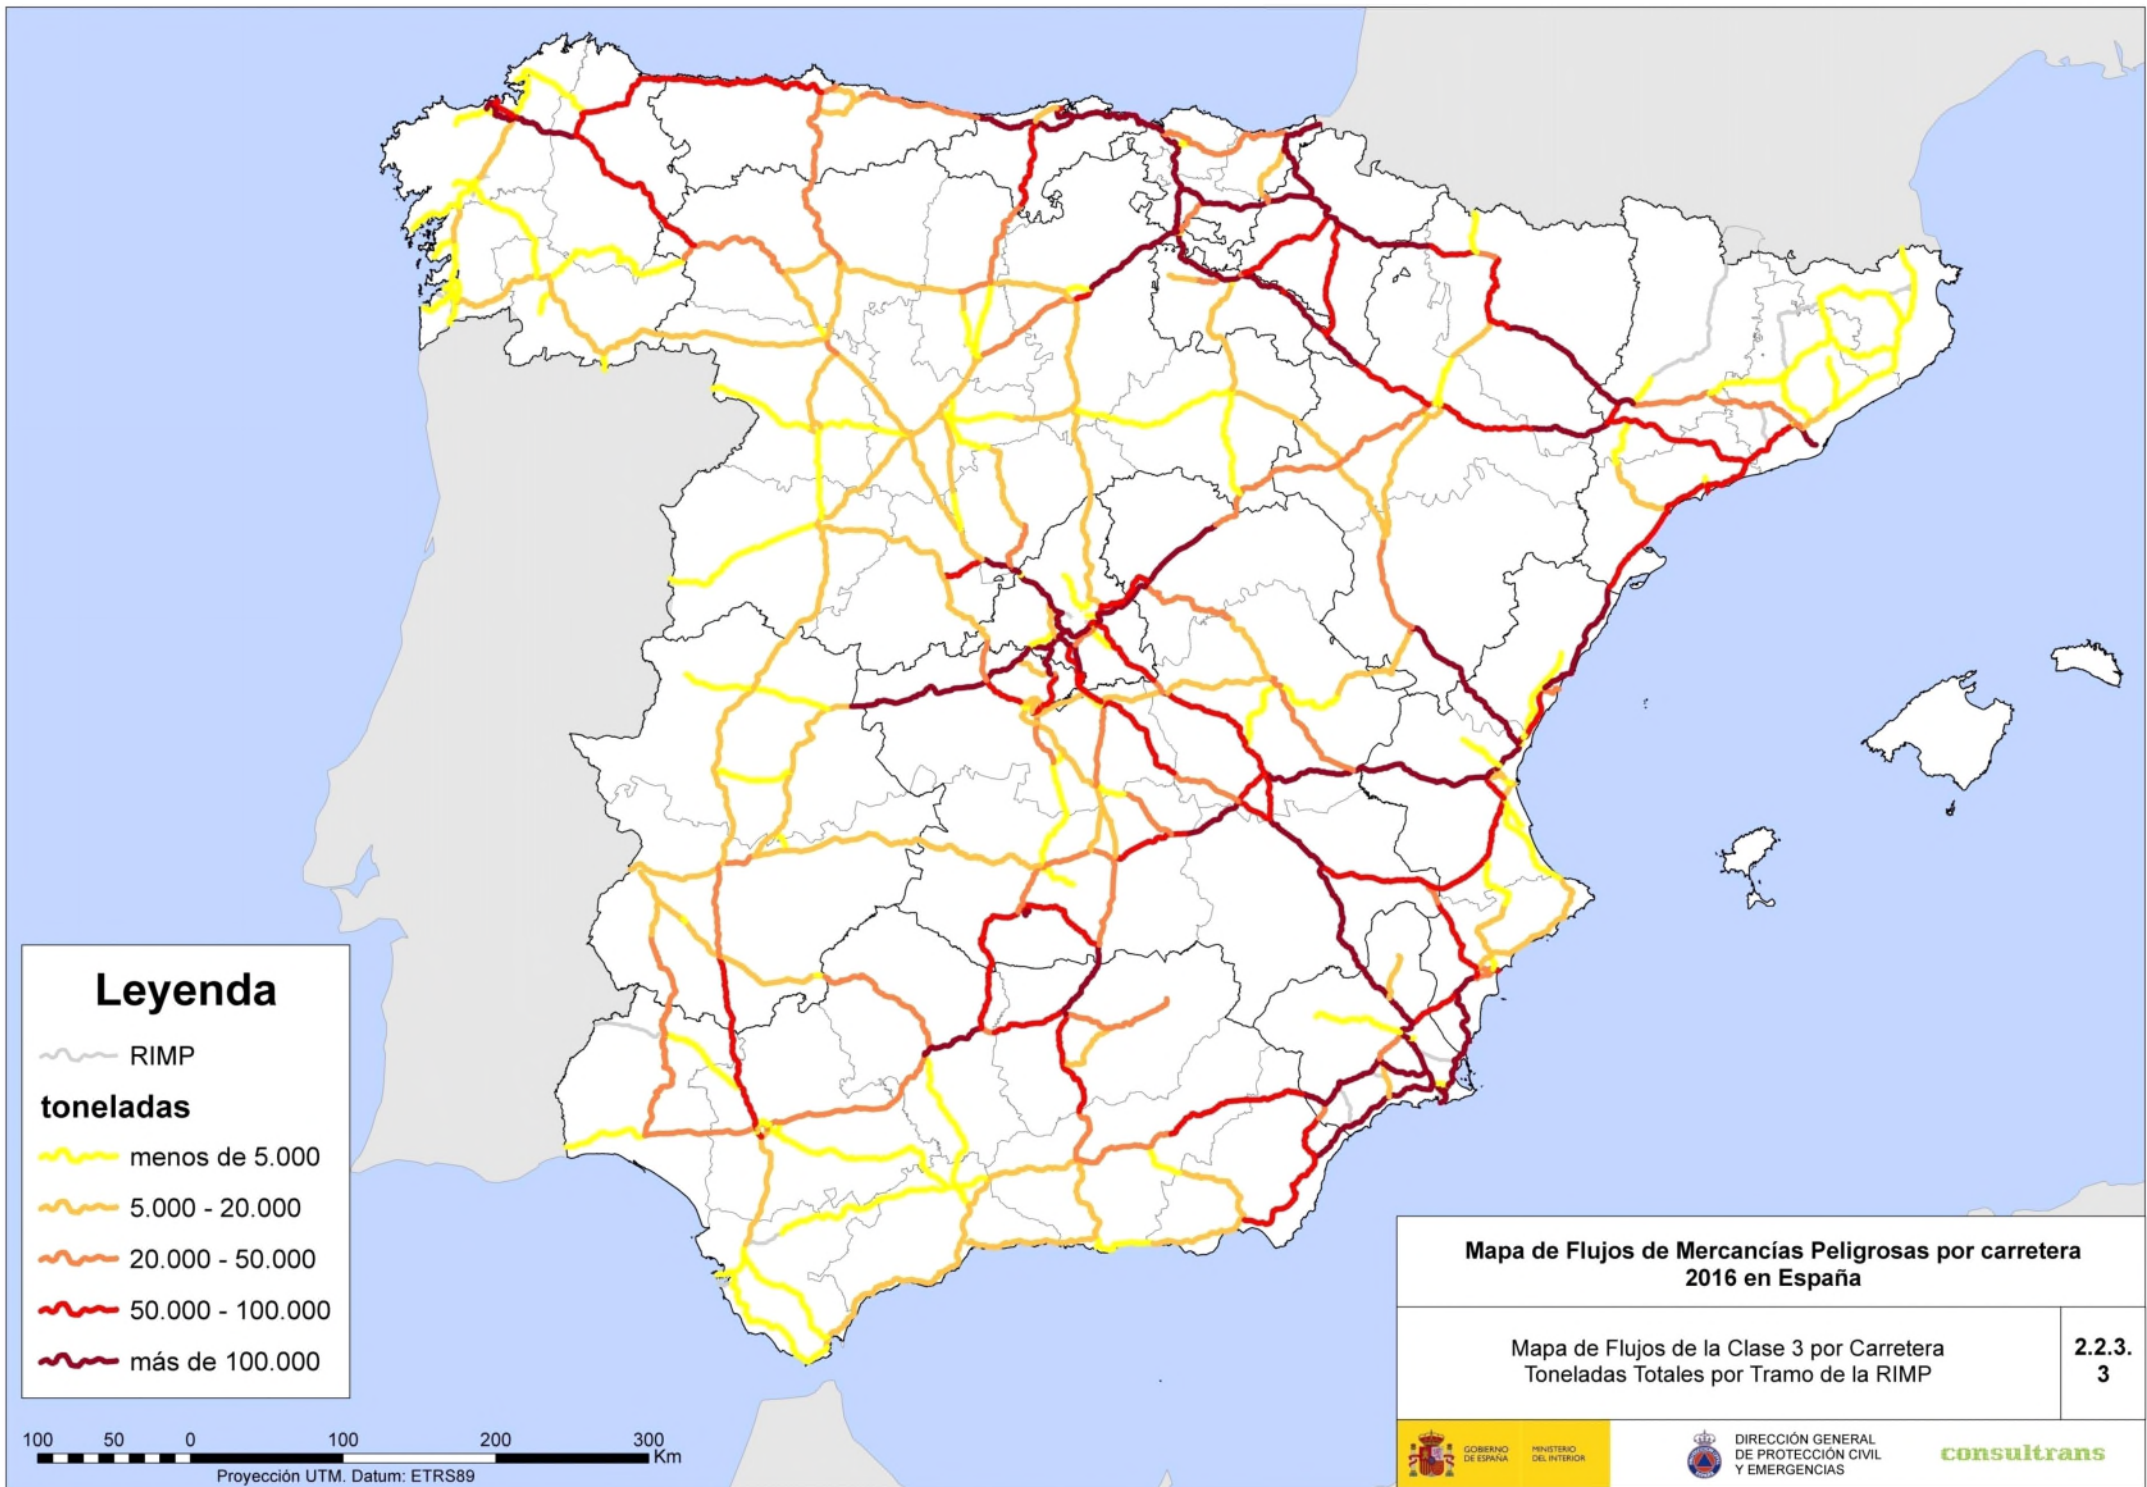 Leyenda
RIMP
toneladas
menos de 5.000
5.000 - 20.000
20.000 - 50.000
50.000 - 100.000
más de 100.000
100 50 0 100 200 300
Km
Proyección UTM. Datum: ETRS89
Mapa de Flujos de Mercancías Peligrosas por carretera
2016 en España
Mapa de Flujos de la Clase 3 por Carretera
Toneladas Totales por Tramo de la RIMP
2.2.3.
3
GOBIERNO
DE ESPAÑA
MINISTERIO
DEL INTERIOR
DIRECCIÓN GENERAL
DE PROTECCIÓN CIVIL
Y EMERGENCIAS
consultrans